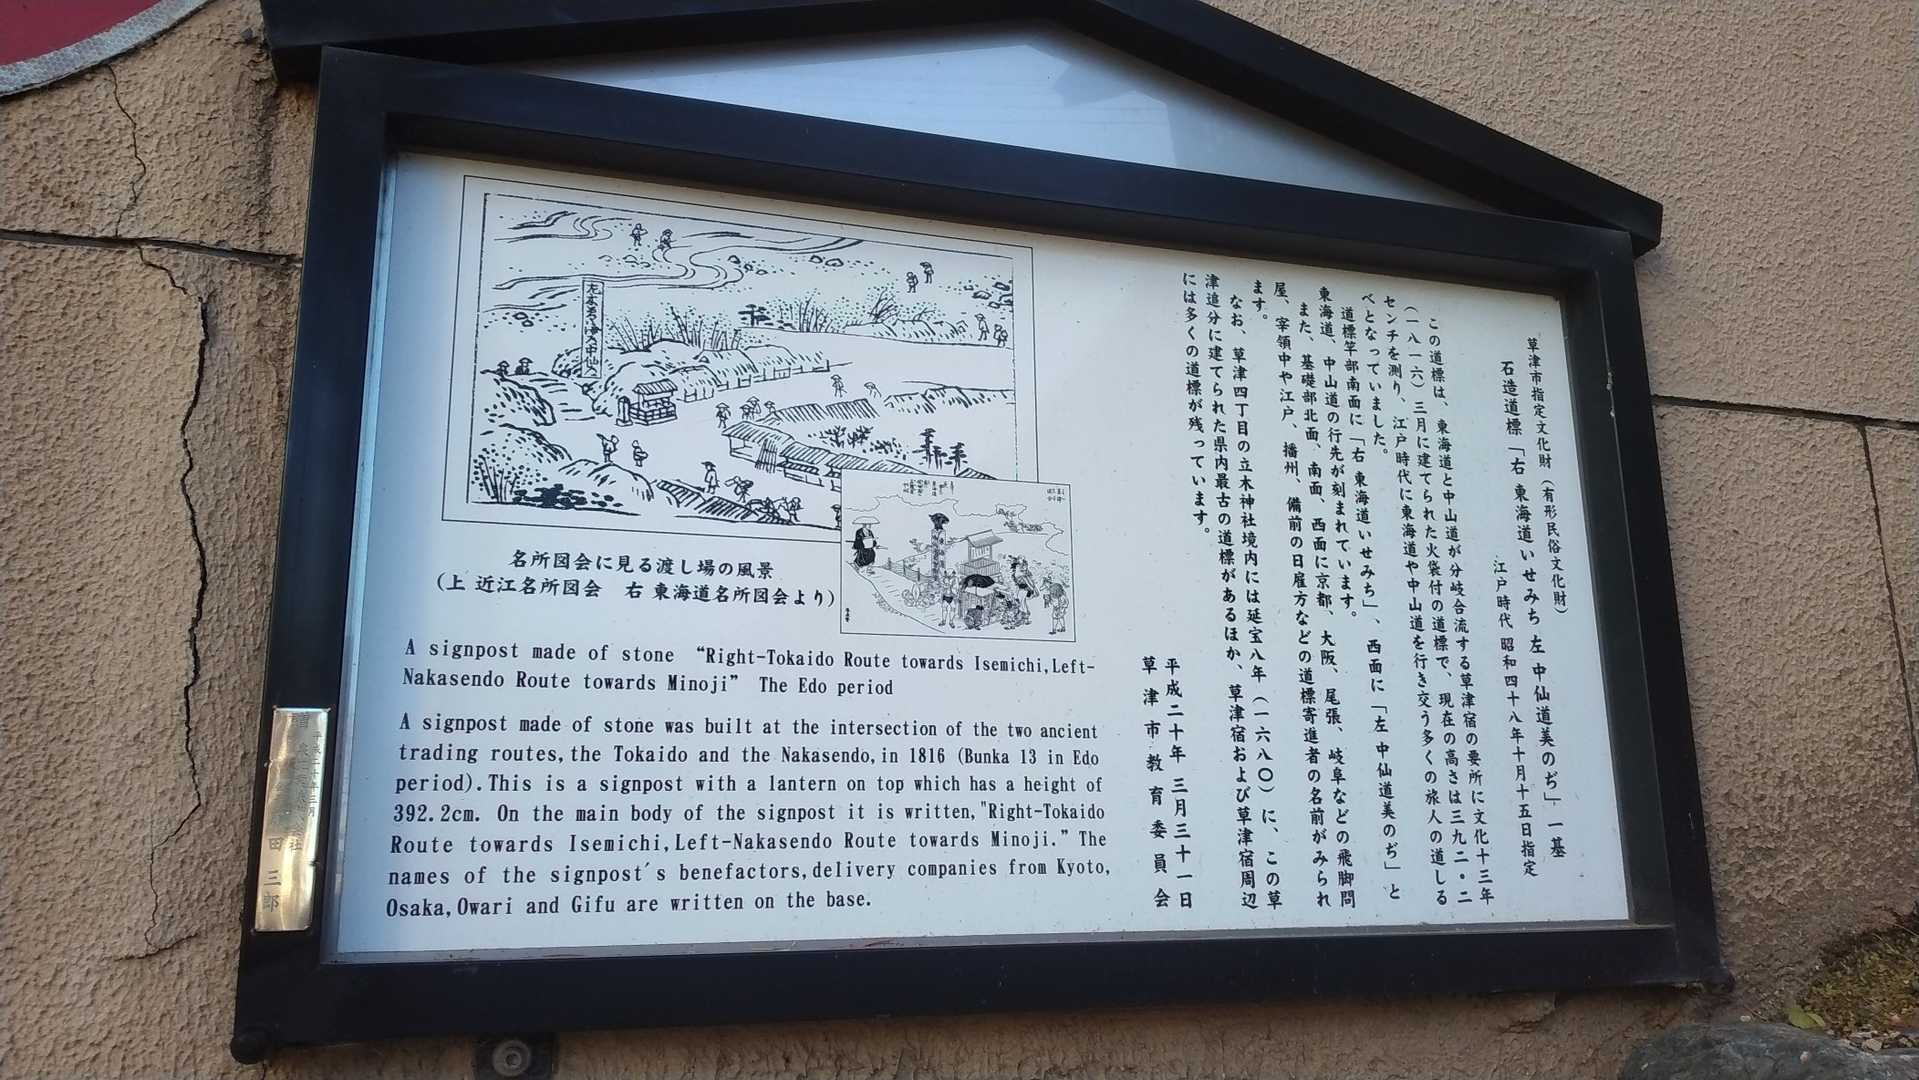 草津市指定文化財（有形民俗文化財）
石造道標「右 東海道いせみち 左 中仙道美のぢ」一基
江戸時代 昭和四十八年十月十五日指定
この道標は、東海道と中山道が分岐合流する草津宿の要所に文化十三年
（一八一六）三月に建てられた火袋付の道標で、現在の高さは三九二・二
センチを測り、江戸時代に東海道や中山道を行き交う多くの旅人の道しる
べとなっていました。
道標竿部南面に「右 東海道いせみち」、西面に「左 中仙道美のぢ」と
東海道、中山道の行先が刻まれています。
また、基礎部北面、南面、西面に京都、大阪、尾張、岐阜などの飛脚問
屋、宰領中や江戸、播州、備前の日雇方などの道標寄進者の名前がみられ
ます。
なお、草津四丁目の立木神社境内には延宝八年（一六八〇）に、この草
津追分に建てられた県内最古の道標があるほか、草津宿および草津宿周辺
には多くの道標が残っています。
平成二十年 三月三十一日
草津市教育委員会
名所図会に見る渡し場の風景
(上 近江名所図会 右 東海道名所図会より)
A signpost made of stone “Right-Tokaido Route towards Isemichi,Left-
Nakasendo Route towards Minoji” The Edo period
A signpost made of stone was built at the intersection of the two ancient
trading routes,the Tokaido and the Nakasendo,in 1816 (Bunka 13 in Edo
period).This is a signpost with a lantern on top which has a height of
392.2cm. On the main body of the signpost it is written,"Right-Tokaido
Route towards Isemichi,Left-Nakasendo Route towards Minoji.” The
names of the signpost′s benefactors,delivery companies from Kyoto,
Osaka,Owari and Gifu are written on the base.
平成二十年三月
田 三郎